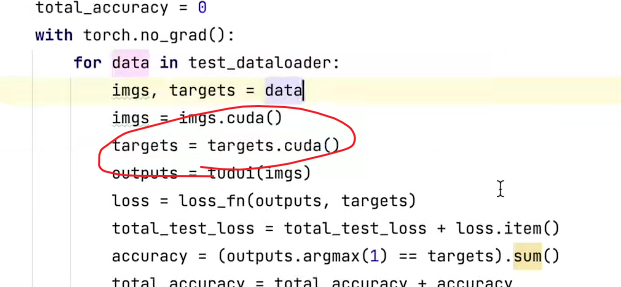 total_accuracy = 0
with torch.no_grad():
for data in test_dataloader:
imgs, targets = data
imgs = imgs.cuda()
targets = targets.cuda()
outputs = tudui(imgs)
loss = loss_fn(outputs, targets)
total_test_loss = total_test_loss + loss.item()
accuracy = (outputs.argmax(1) == targets).sum()
total_accuracy = total_accuracy + accuracy